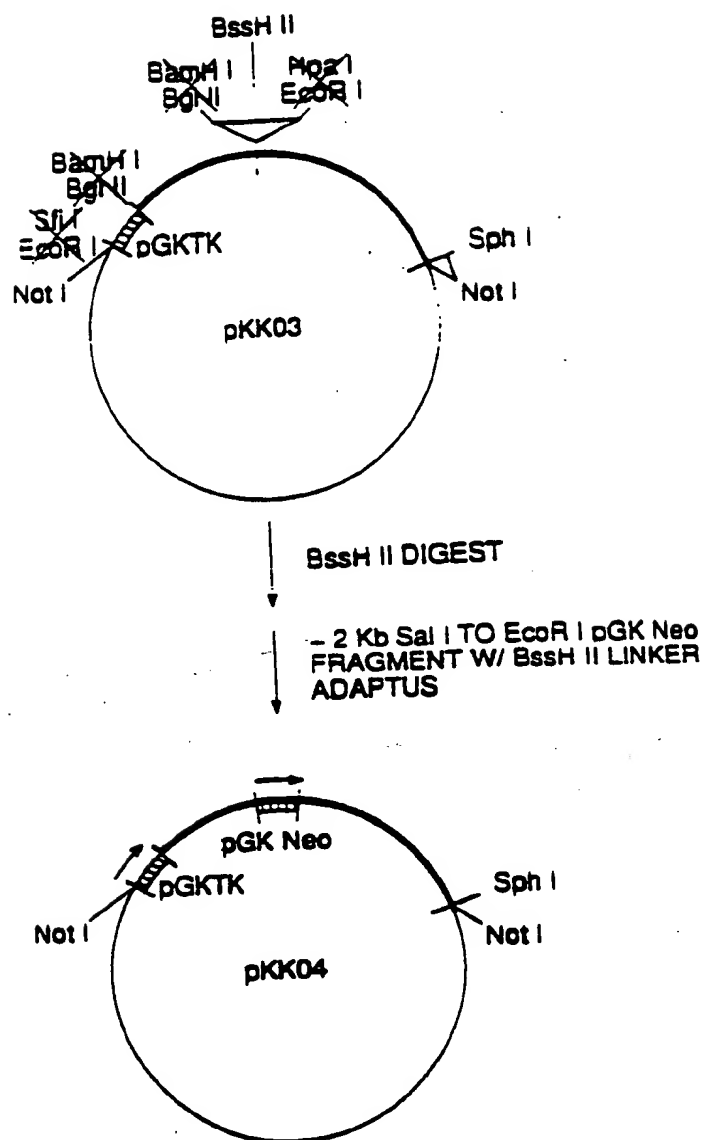 BssH II
BamH I
Hpa I
Bgl II
EcoR I
BamH I
Bgl II
Sfi I
EcoR I
pGKTK
Not I
Sph I
Not I
pKK03
BssH II DIGEST
~ 2 Kb Sal I TO EcoR I pGK Neo
FRAGMENT W/ BssH II LINKER
ADAPTUS
pGK Neo
pGKTK
Not I
Sph I
Not I
pKK04